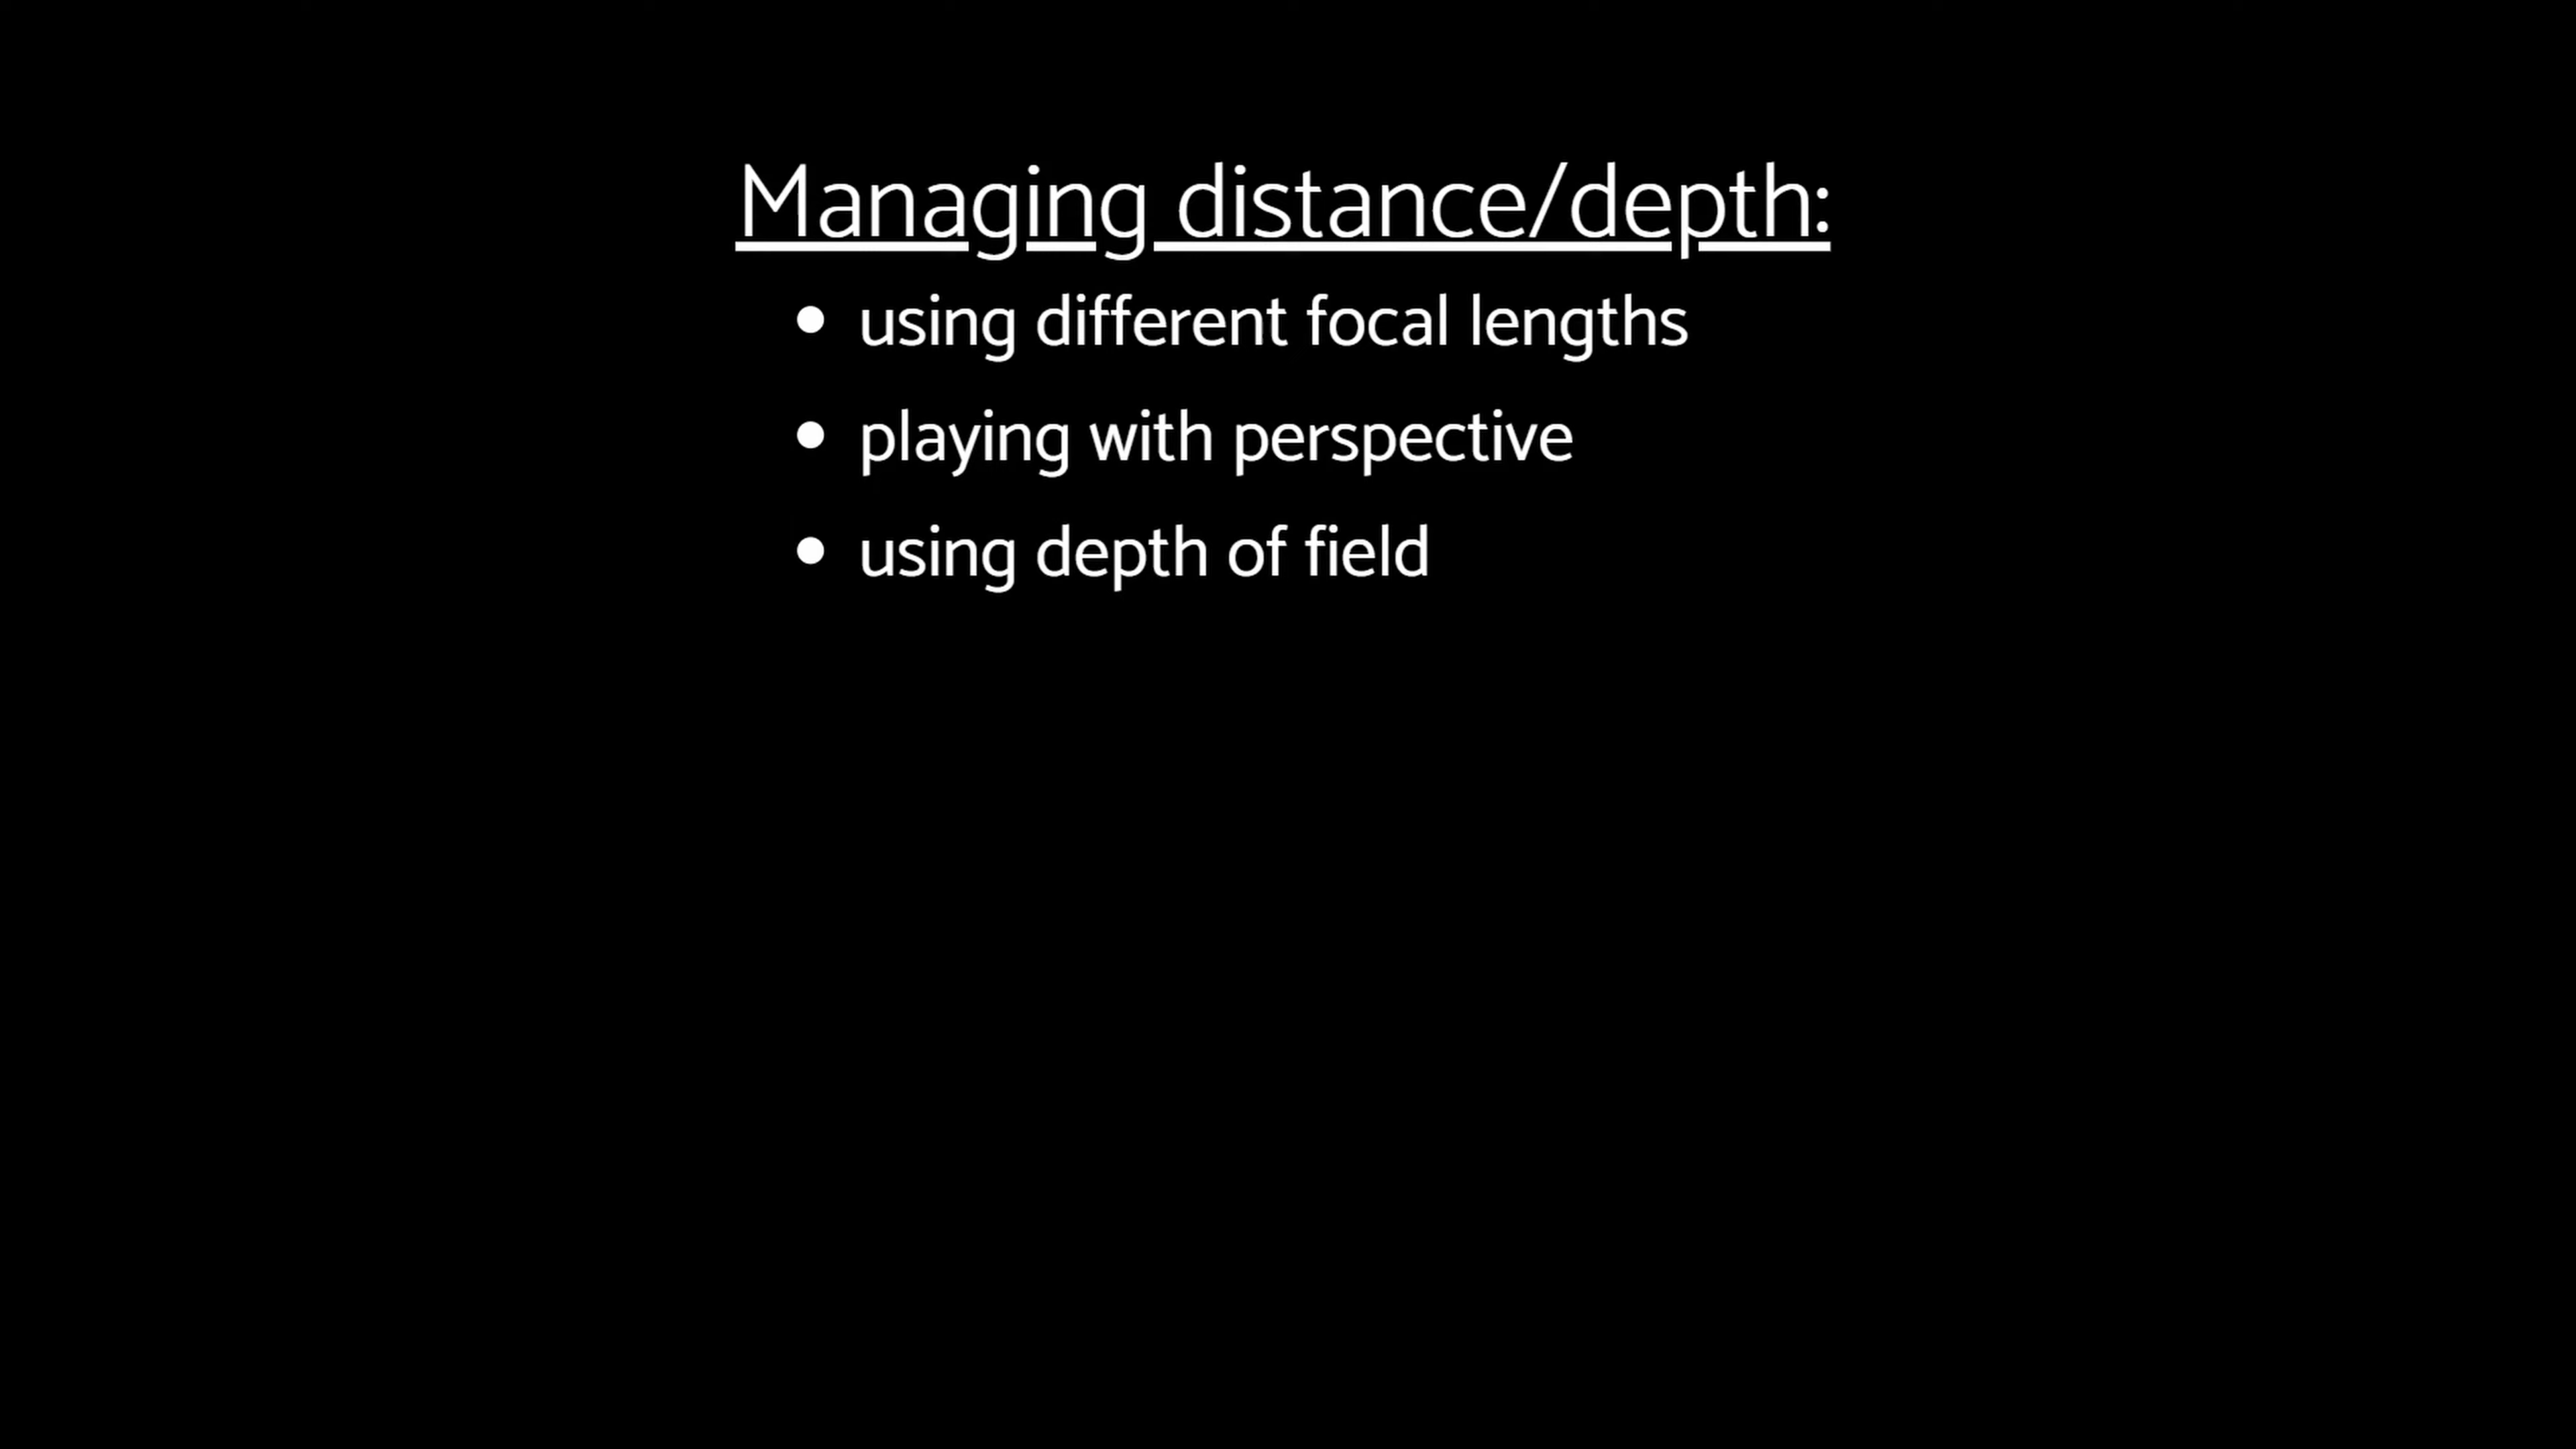 Managing distance/depth:
• using different focal lengths
• playing with perspective
• using depth of field